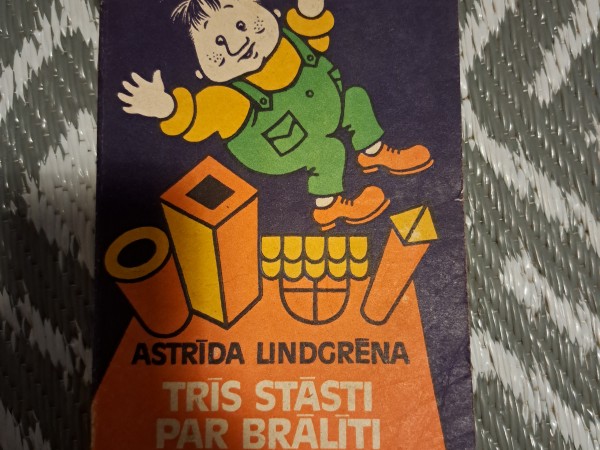 ASTRĪDA LINDGRĒNA
TRĪS STĀSTI
PAR BRĀLĪTI